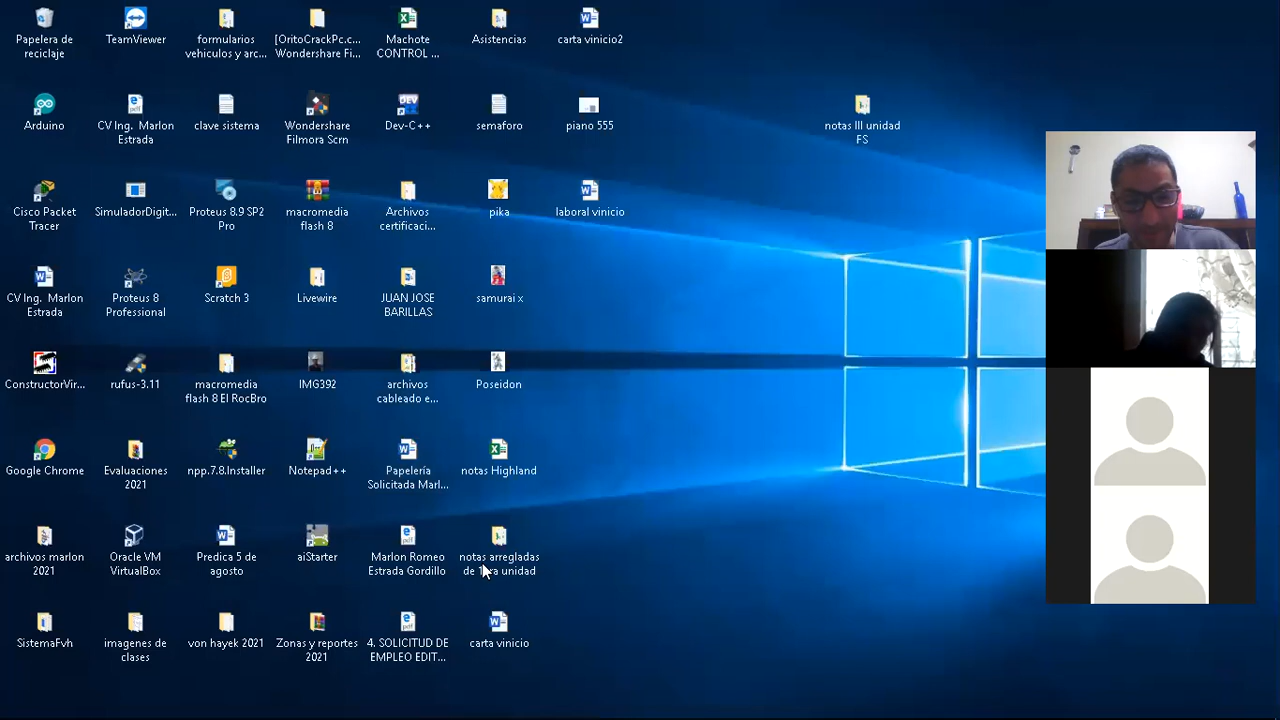 Papelera de
reciclaje
TeamViewer
formularios
vehiculos y arc...
[OritoCrackPc.c...
Wondershare Fi...
Machote
CONTROL ...
Asistencias
carta vinicio2
Arduino
CV Ing. Marlon
Estrada
clave sistema
Wondershare
Filmora Scrn
Dev-C++
semaforo
piano 555
notas III unidad
FS
Cisco Packet
Tracer
SimuladorDigit...
Proteus 8.9 SP2
Pro
macromedia
flash 8
Archivos
certificaci...
pika
laboral vinicio
CV Ing. Marlon
Estrada
Proteus 8
Professional
Scratch 3
Livewire
JUAN JOSE
BARILLAS
samurai x
ConstructorVir...
rufus-3.11
macromedia
flash 8 El RocBro
IMG392
archivos
cableado e...
Poseidon
Google Chrome
Evaluaciones
2021
npp.7.8.Installer
Notepad++
Papelería
Solicitada Marl...
notas Highland
archivos marlon
2021
Oracle VM
VirtualBox
Predica 5 de
agosto
aiStarter
Marlon Romeo
Estrada Gordillo
notas arregladas
de 1era unidad
SistemaFvh
imagenes de
clases
von hayek 2021
Zonas y reportes
2021
4. SOLICITUD DE
EMPLEO EDIT...
carta vinicio